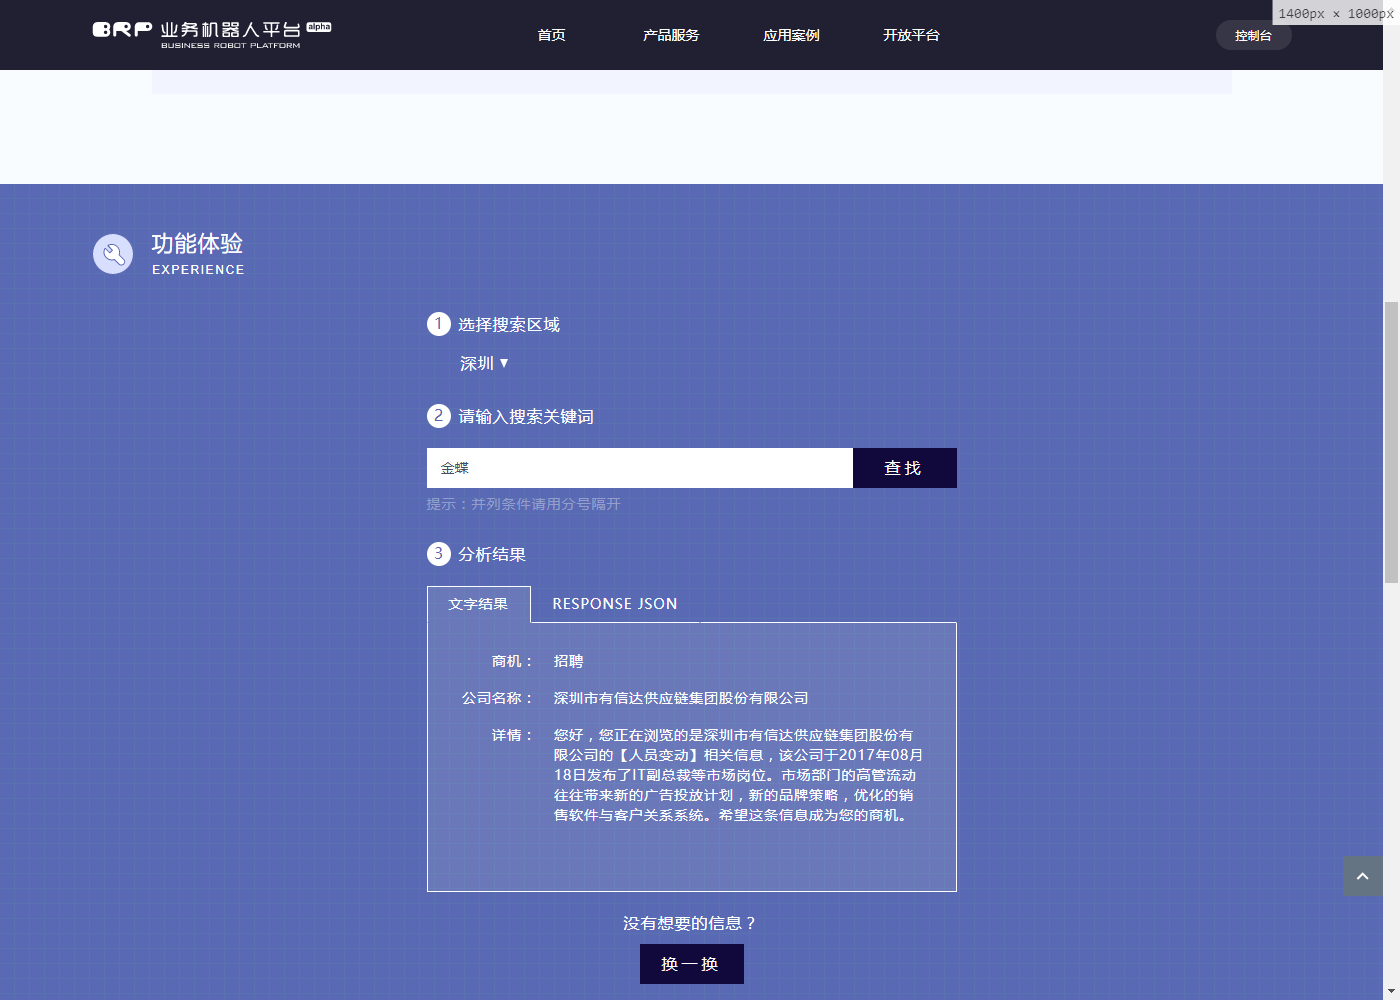 BRP 业务机器人平台 alpha
BUSINESS ROBOT PLATFORM
首页 产品服务 应用案例 开放平台
控制台
1400px × 1000px
功能体验
EXPERIENCE
1 选择搜索区域
深圳 ▼
2 请输入搜索关键词
金蝶
查找
提示：并列条件请用分号隔开
3 分析结果
文字结果 RESPONSE JSON
商机： 招聘
公司名称： 深圳市有信达供应链集团股份有限公司
详情： 您好，您正在浏览的是深圳市有信达供应链集团股份有
限公司的【人员变动】相关信息，该公司于2017年08月
18日发布了IT副总裁等市场岗位。市场部门的高管流动
往往带来新的广告投放计划，新的品牌策略，优化的销
售软件与客户关系系统。希望这条信息成为您的商机。
没有想要的信息？
换一换